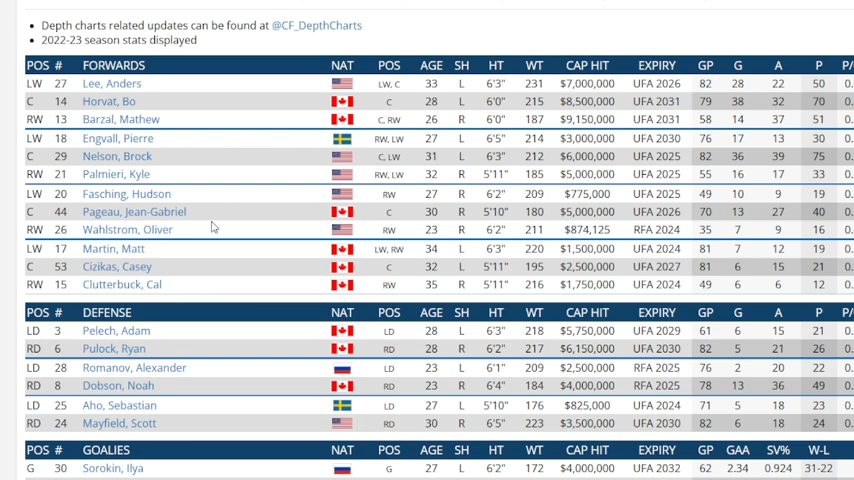 Depth charts related updates can be found at @CF_DepthCharts
2022-23 season stats displayed
POS # FORWARDS NAT POS AGE SH HT WT CAP HIT EXPIRY GP G A P P/
LW 27 Lee, Anders LW, C 33 L 6'3" 231 $7,000,000 UFA 2026 82 28 22 50 0.
C 14 Horvat, Bo C 28 L 6'0" 215 $8,500,000 UFA 2031 79 38 32 70 0.
RW 13 Barzal, Mathew C, RW 26 R 6'0" 187 $9,150,000 UFA 2031 58 14 37 51 0.
LW 18 Engvall, Pierre RW, LW 27 L 6'5" 214 $3,000,000 UFA 2030 76 17 13 30 0.
C 29 Nelson, Brock C, LW 31 L 6'3" 212 $6,000,000 UFA 2025 82 36 39 75 0.
RW 21 Palmieri, Kyle RW, LW 32 R 5'11" 185 $5,000,000 UFA 2025 55 16 17 33 0.
LW 20 Fasching, Hudson RW 27 R 6'2" 209 $775,000 UFA 2025 49 10 9 19 0.
C 44 Pageau, Jean-Gabriel C 30 R 5'10" 180 $5,000,000 UFA 2026 70 13 27 40 0.
RW 26 Wahlstrom, Oliver RW 23 R 6'2" 211 $874,125 RFA 2024 35 7 9 16 0.
LW 17 Martin, Matt LW, RW 34 L 6'3" 220 $1,500,000 UFA 2024 81 7 12 19 0.
C 53 Cizikas, Casey C 32 L 5'11" 195 $2,500,000 UFA 2027 81 6 15 21 0.
RW 15 Clutterbuck, Cal RW 35 R 5'11" 216 $1,750,000 UFA 2024 49 6 6 12 0.
POS # DEFENSE NAT POS AGE SH HT WT CAP HIT EXPIRY GP G A P P/
LD 3 Pelech, Adam LD 28 L 6'3" 218 $5,750,000 UFA 2029 61 6 15 21 0.
RD 6 Pulock, Ryan RD 28 R 6'2" 217 $6,150,000 UFA 2030 82 5 21 26 0.
LD 28 Romanov, Alexander LD 23 L 6'1" 209 $2,500,000 RFA 2025 76 2 20 22 0.
RD 8 Dobson, Noah RD 23 R 6'4" 184 $4,000,000 RFA 2025 78 13 36 49 0.
LD 25 Aho, Sebastian LD 27 L 5'10" 176 $825,000 UFA 2024 71 5 18 23 0.
RD 24 Mayfield, Scott RD 30 R 6'5" 223 $3,500,000 UFA 2030 82 6 18 24 0.
POS # GOALIES NAT POS AGE SH HT WT CAP HIT EXPIRY GP GAA SV% W-L
G 30 Sorokin, Ilya G 27 L 6'2" 172 $4,000,000 UFA 2032 62 2.34 0.924 31-22